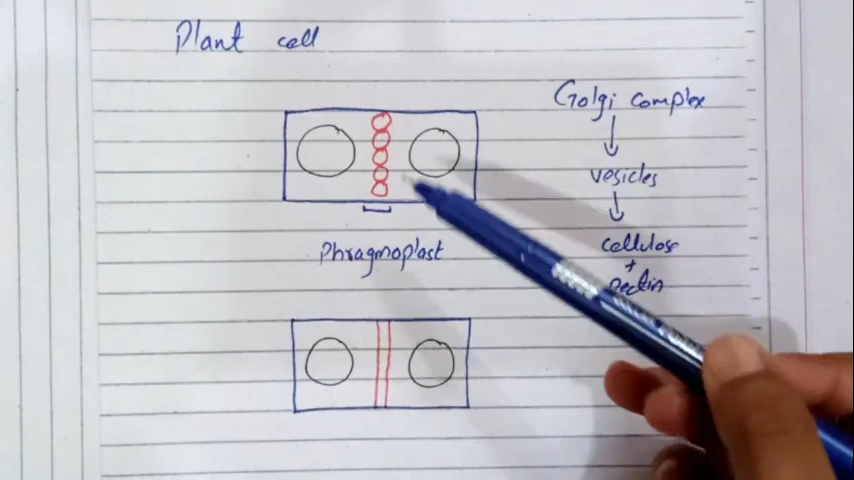 Plant cell
Golgi complex
vesicles
cellulose
+
pectin
Phragmoplast